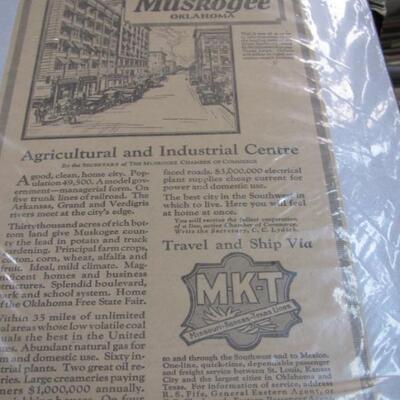 Muskogee
OKLAHOMA
Agricultural and Industrial Centre
By the SECRETARY of THE MUSKOGEE CHAMBER OF COMMERCE
A good, clean, home city. Pop-
ulation 49,500. A model gov-
ernment—managerial form. On
five trunk lines of railroad. The
Arkansas, Grand and Verdigris
rivers meet at the city's edge.
Thirty thousand acres of rich bot-
tom land give Muskogee coun-
ty the lead in potato and truck
gardening. Principal farm crops,
corn, wheat, alfalfa and
fruit. Ideal, mild climate. Mag-
nificent homes and business
structures. Splendid boulevard,
park and school system. Home
of the Oklahoma Free State Fair.
Within 35 miles of unlimited
coal areas whose low volatile coal
equals the best in the United
Abundant natural gas for
and domestic use. Sixty in-
dustrial plants. Two great oil re-
fineries. Large creameries paying
$1,000,000 annually.
On four
faced roads. $3,000,000 electrical
plant supplies cheap current for
power and domestic use.
The best city in the Southwest in
which to live. Here you will feel
at home at once.
You will receive the fullest cooperation
of a live, active Chamber of Commerce.
Write the Secretary, C. C. Lydick.
Travel and Ship Via
M-K-T
Missouri-Kansas-Texas Lines
to and through the Southwest and to Mexico.
One-line, quick-time, dependable passenger
and freight service between St. Louis, Kansas
City and the largest cities in Oklahoma and
Texas. For information of service, address
R. S. Fife, General Eastern Agent, or